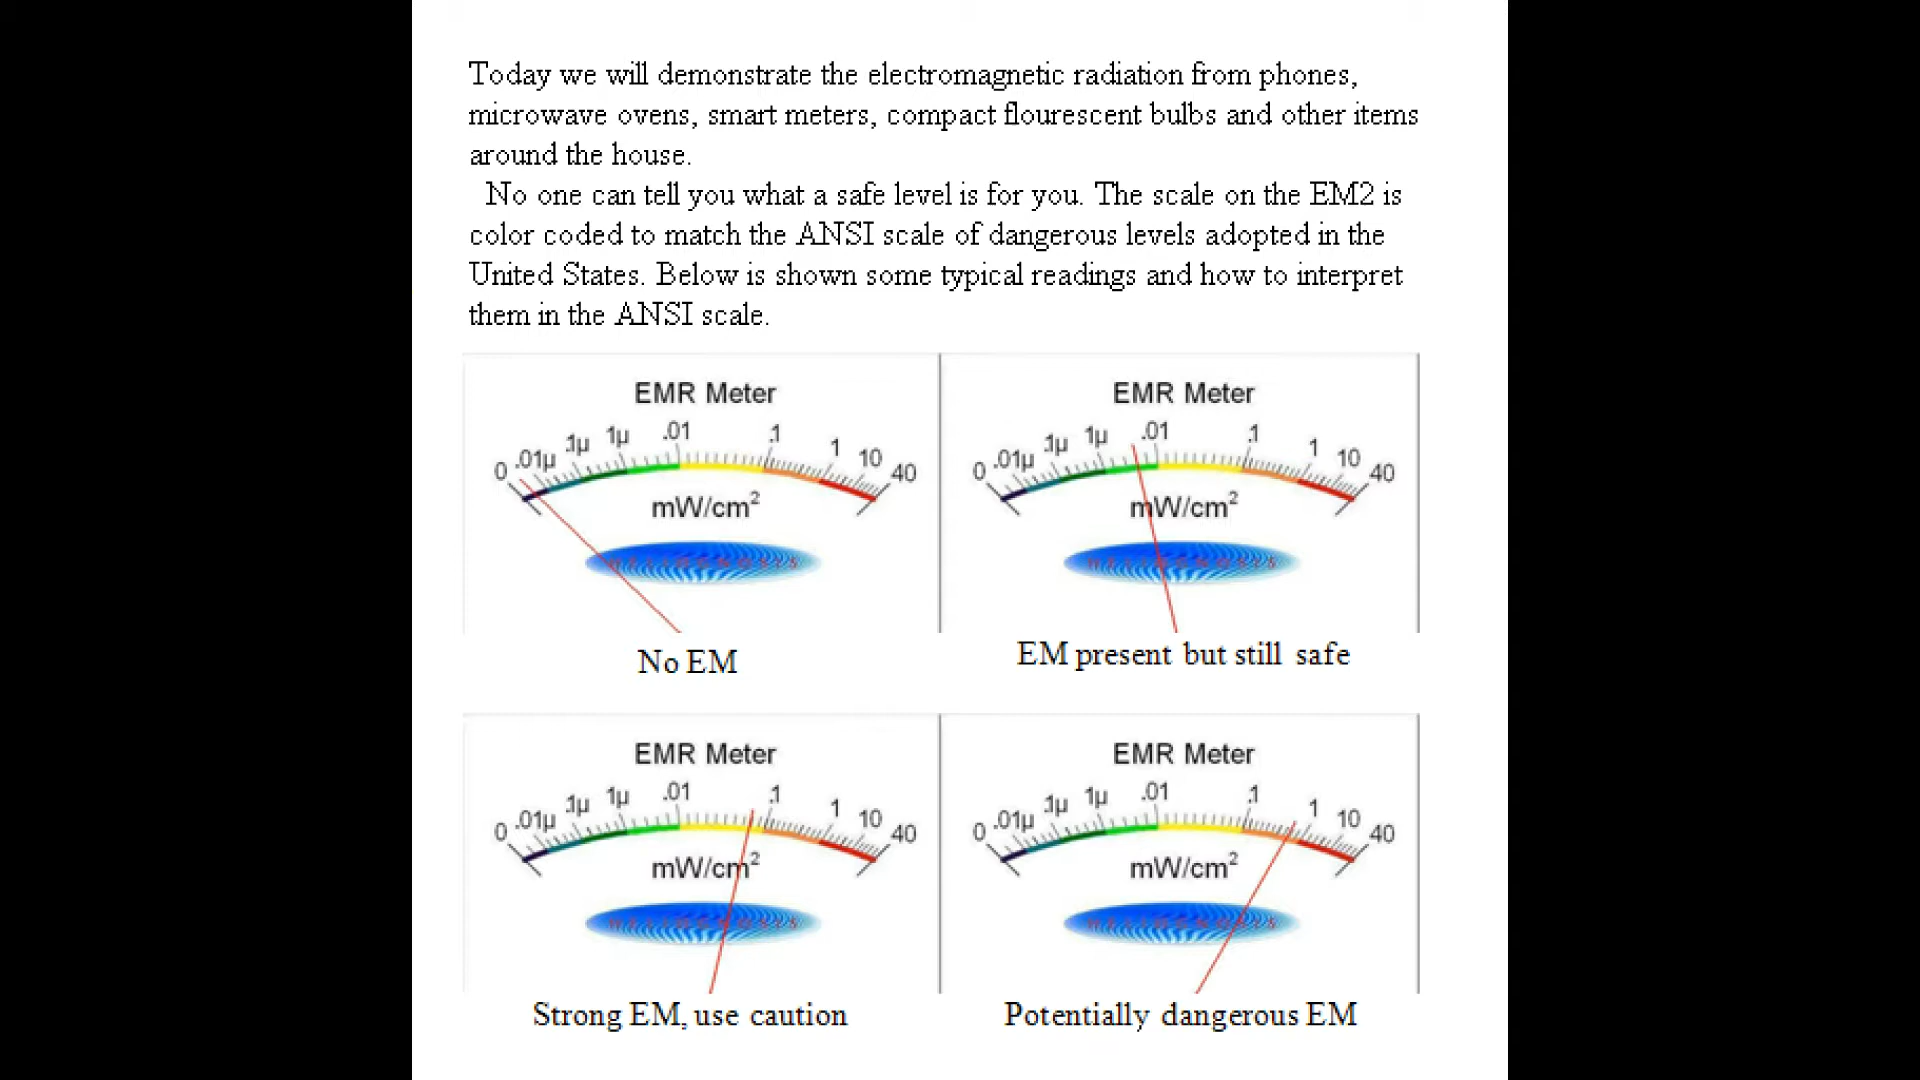 Today we will demonstrate the electromagnetic radiation from phones,
microwave ovens, smart meters, compact flourescent bulbs and other items
around the house.
No one can tell you what a safe level is for you. The scale on the EM2 is
color coded to match the ANSI scale of dangerous levels adopted in the
United States. Below is shown some typical readings and how to interpret
them in the ANSI scale.
EMR Meter
0 .01µ .1µ 1µ .01 .1 1 10 40
mW/cm²
No EM
EMR Meter
0 .01µ .1µ 1µ .01 .1 1 10 40
mW/cm²
EM present but still safe
EMR Meter
0 .01µ .1µ 1µ .01 .1 1 10 40
mW/cm²
Strong EM, use caution
EMR Meter
0 .01µ .1µ 1µ .01 .1 1 10 40
mW/cm²
Potentially dangerous EM